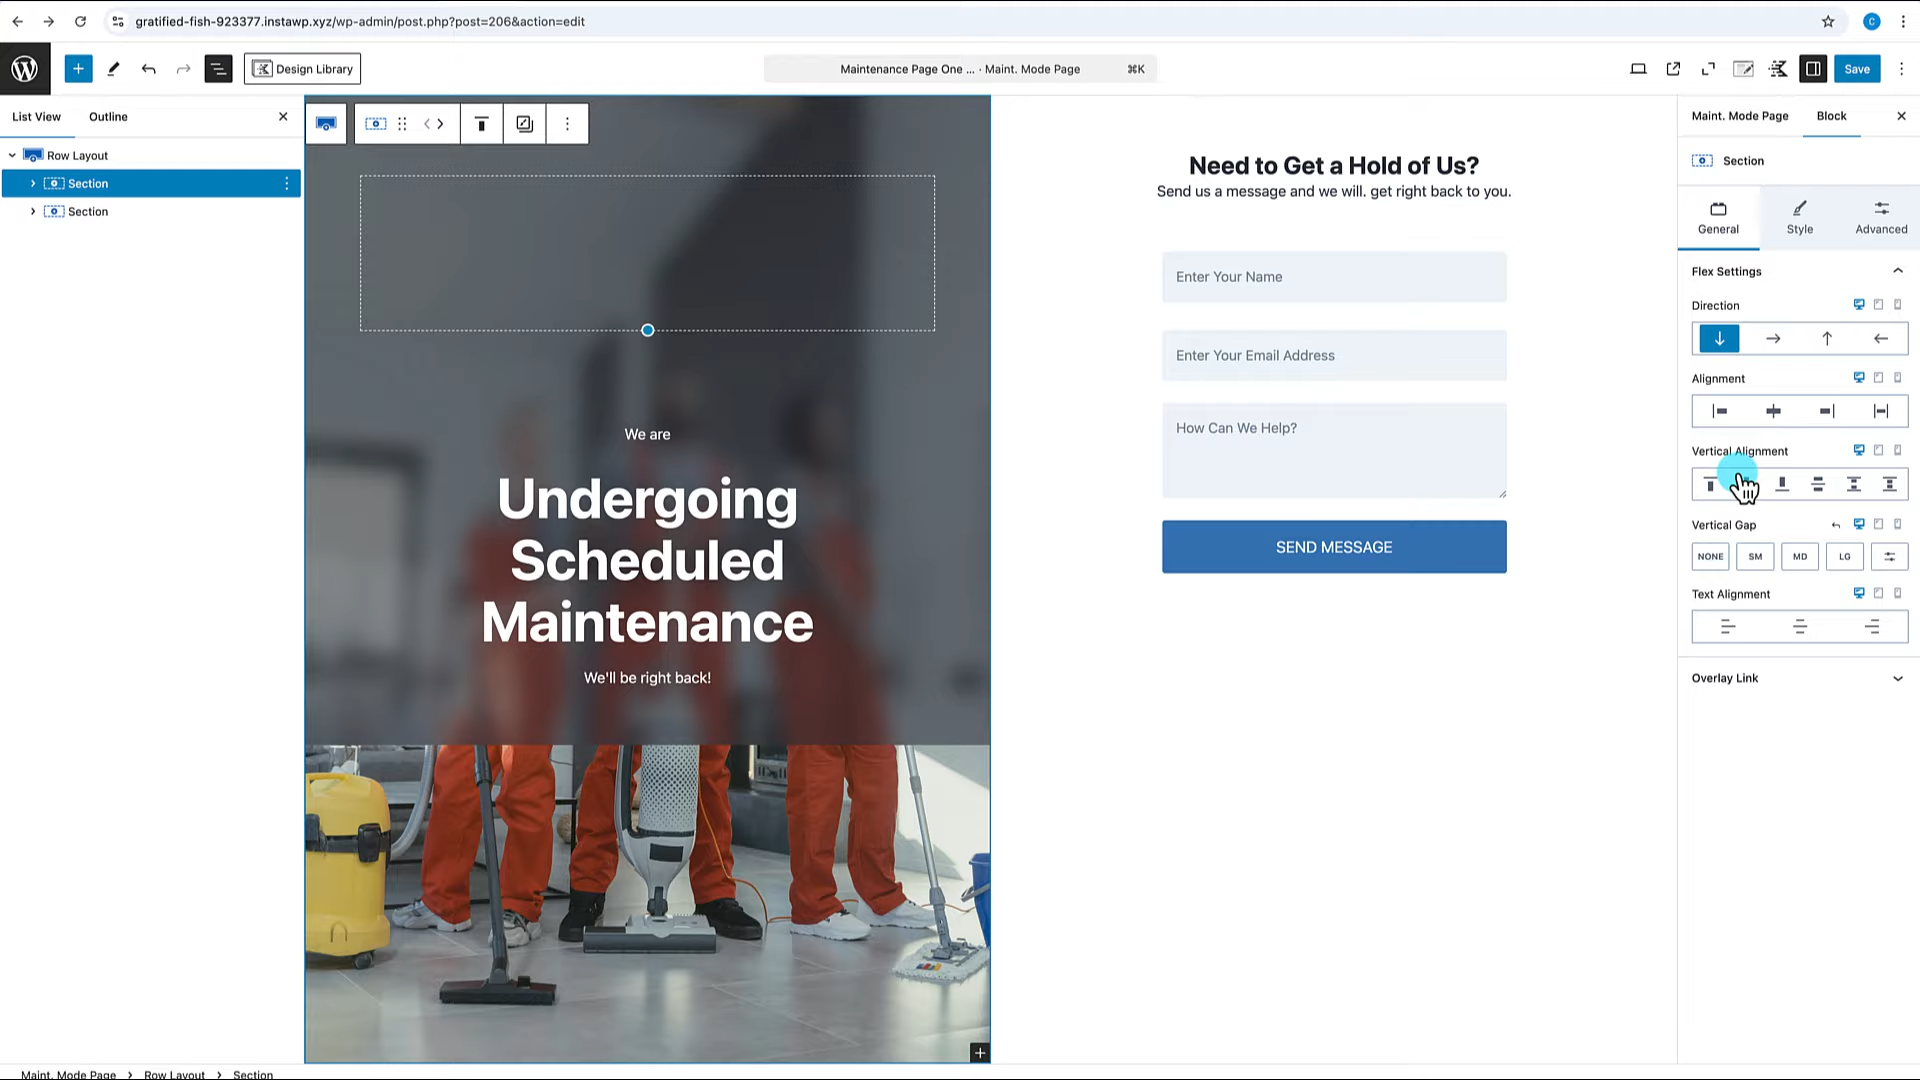 gratified-fish-923377.instawp.xyz/wp-admin/post.php?post=206&action=edit
C
Design Library
Maintenance Page One ... · Maint. Mode Page
⌘K
Save
List View
Outline
Row Layout
Section
Section
We are
Undergoing
Scheduled
Maintenance
We'll be right back!
Need to Get a Hold of Us?
Send us a message and we will. get right back to you.
Enter Your Name
Enter Your Email Address
How Can We Help?
SEND MESSAGE
Maint. Mode Page
Block
Section
General
Style
Advanced
Flex Settings
Direction
Alignment
Vertical Alignment
Vertical Gap
NONE
SM
MD
LG
Text Alignment
Overlay Link
Maint. Mode Page > Row Layout > Section